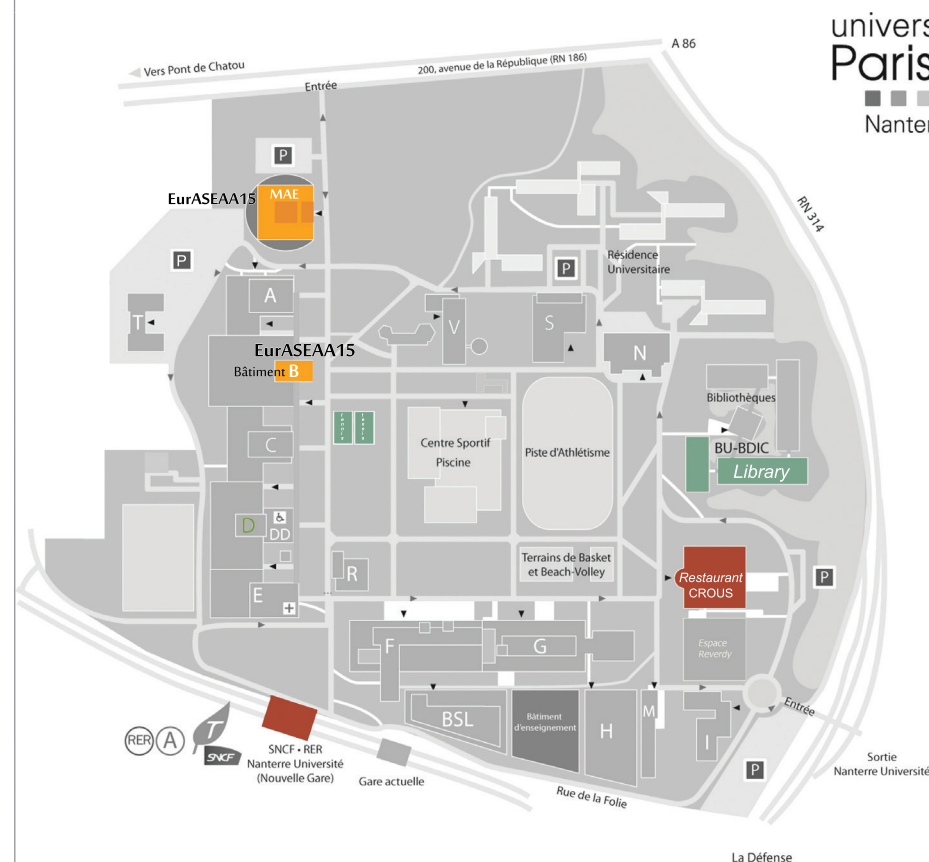 univers
Paris
Nanter
A 86
Vers Pont de Chatou
200, avenue de la République (RN 186)
Entrée
P
MAE
EurASEAA15
RN 314
P
Résidence
Universitaire
P
A
T
V
S
N
EurASEAA15
Bâtiment B
Bibliothèques
tennis
tennis
C
Centre Sportif
Piscine
Piste d'Athlétisme
BU-BDIC
Library
D
DD
Terrains de Basket
et Beach-Volley
R
E
Restaurant
CROUS
P
F
G
Espace
Reverdy
BSL
Bâtiment
d'enseignement
H
M
I
Entrée
RER A
T
SNCF
SNCF • RER
Nanterre Université
(Nouvelle Gare)
Gare actuelle
P
Sortie
Nanterre Université
Rue de la Folie
La Défense